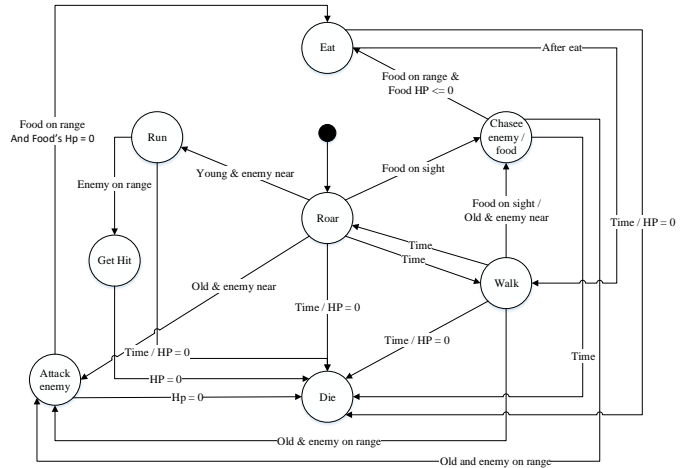 Eat
After eat
Food on range &
Food HP <= 0
Food on range
And Food's Hp = 0
Run
Chasee
enemy /
food
Young & enemy near
Food on sight
Enemy on range
Food on sight /
Old & enemy near
Roar
Time / HP = 0
Time
Time
Get Hit
Walk
Old & enemy near
Time / HP = 0
Time / HP = 0
Time / HP = 0
Time
Attack
enemy
HP = 0
Hp = 0
Die
Old & enemy on range
Old and enemy on range